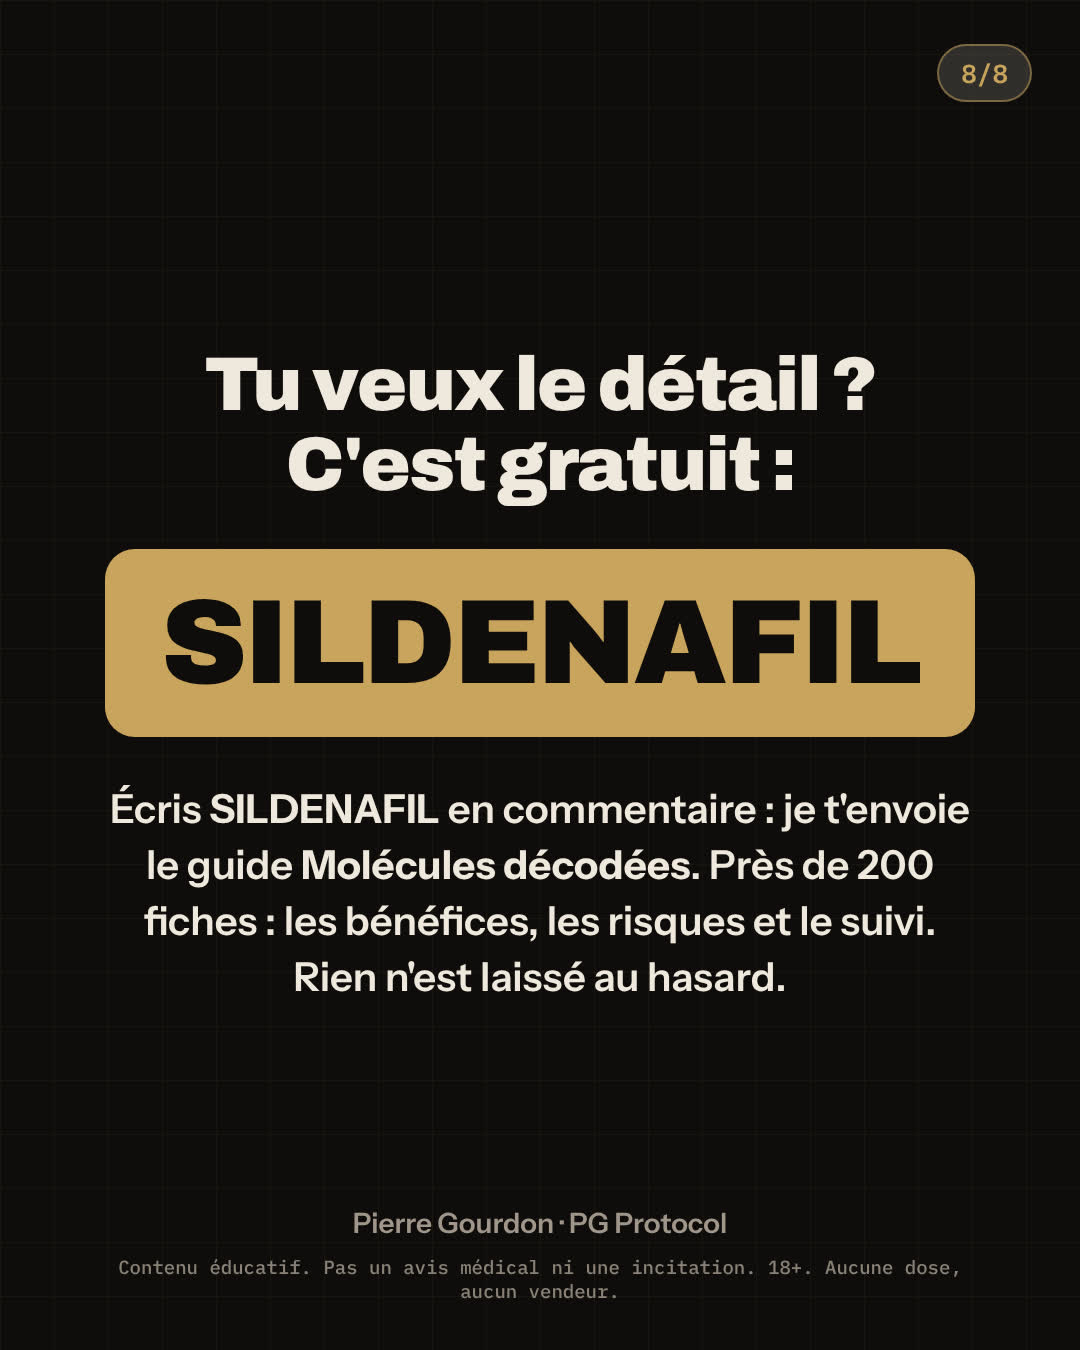 8/8
Tu veux le détail ?
C'est gratuit :
SILDENAFIL
Écris SILDENAFIL en commentaire : je t'envoie
le guide Molécules décodées. Près de 200
fiches : les bénéfices, les risques et le suivi.
Rien n'est laissé au hasard.
Pierre Gourdon · PG Protocol
Contenu éducatif. Pas un avis médical ni une incitation. 18+. Aucune dose,
aucun vendeur.